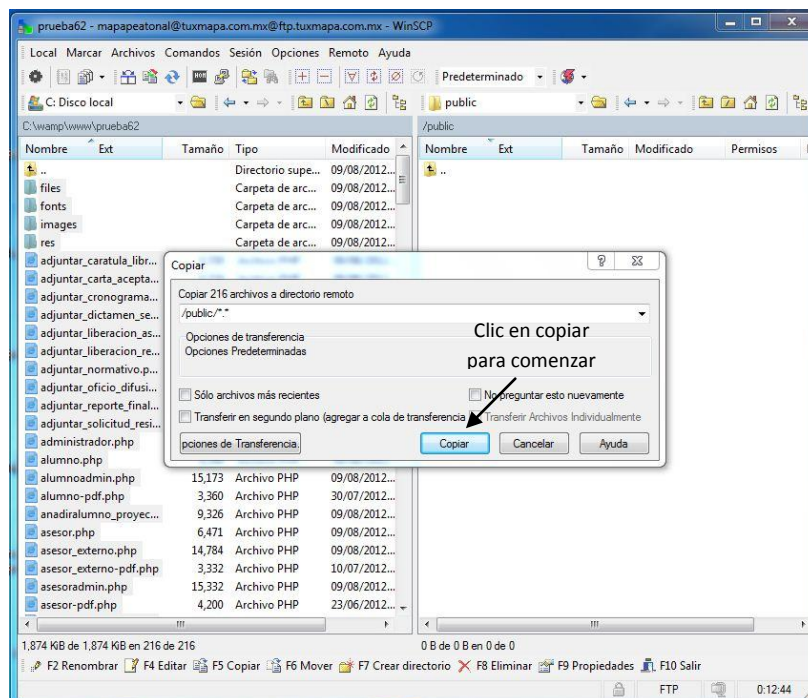 prueba62 - mapapeatonal@tuxmapa.com.mx@ftp.tuxmapa.com.mx - WinSCP
Local Marcar Archivos Comandos Sesión Opciones Remoto Ayuda
Predeterminado
C: Disco local
public
C:\wamp\www\prueba62
/public
Nombre Ext Tamaño Tipo Modificado
Nombre Ext Tamaño Modificado Permisos
.. Directorio supe... 09/08/2012...
..
files Carpeta de arc... 09/08/2012...
fonts Carpeta de arc... 09/08/2012...
images Carpeta de arc... 09/08/2012...
res Carpeta de arc... 09/08/2012...
adjuntar_caratula_libr...
adjuntar_carta_acepta...
adjuntar_cronograma...
adjuntar_dictamen_se...
adjuntar_liberacion_as...
adjuntar_liberacion_re...
adjuntar_normativo.p...
adjuntar_oficio_difusi...
adjuntar_reporte_final...
adjuntar_solicitud_resi...
administrador.php
alumno.php
alumnoadmin.php 15,173 Archivo PHP 09/08/2012...
alumno-pdf.php 3,360 Archivo PHP 30/07/2012...
anadiralumno_proyec... 9,326 Archivo PHP 09/08/2012...
asesor.php 6,471 Archivo PHP 09/08/2012...
asesor_externo.php 14,784 Archivo PHP 09/08/2012...
asesor_externo-pdf.php 3,332 Archivo PHP 10/07/2012...
asesoradmin.php 15,332 Archivo PHP 09/08/2012...
asesor-pdf.php 4,200 Archivo PHP 23/06/2012...
Copiar
Copiar 216 archivos a directorio remoto
/public/*.*
Opciones de transferencia
Opciones Predeterminadas
Clic en copiar
para comenzar
Sólo archivos más recientes
No preguntar esto nuevamente
Transferir en segundo plano (agregar a cola de transferencia
Transferir Archivos Individualmente
pciones de Transferencia.
Copiar
Cancelar
Ayuda
1,874 KiB de 1,874 KiB en 216 de 216
0 B de 0 B en 0 de 0
F2 Renombrar F4 Editar F5 Copiar F6 Mover F7 Crear directorio F8 Eliminar F9 Propiedades F10 Salir
FTP 0:12:44